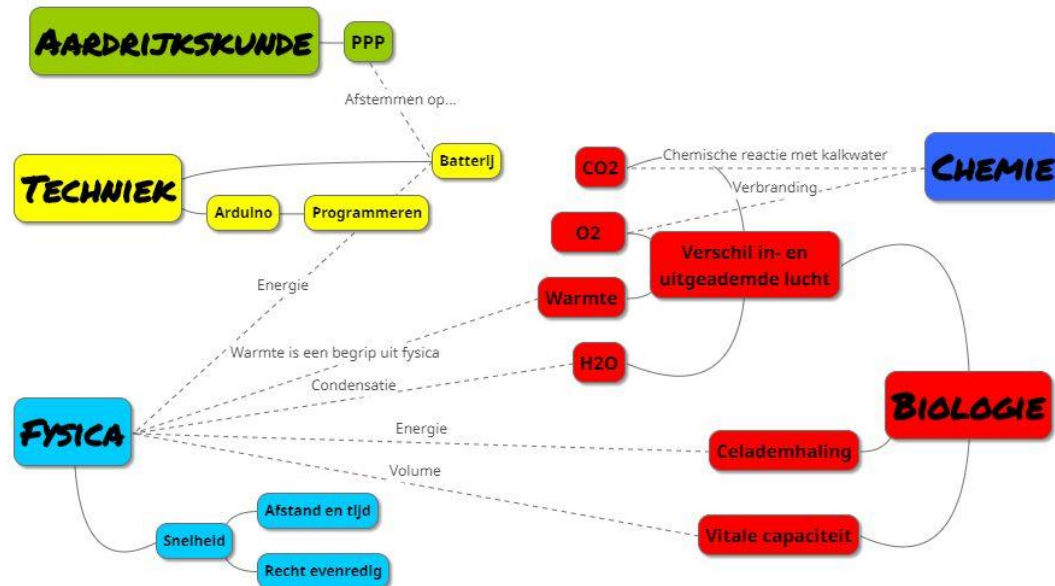 AARDRIJKSKUNDE
PPP
Afstemmen op...
Batterij
TECHNIEK
Arduino
Programmeren
CO2
Chemische reactie met kalkwater
CHEMIE
Verbranding
O2
Verschil in- en
uitgeademde lucht
Energie
Warmte
Warmte is een begrip uit fysica
H2O
Condensatie
BIOLOGIE
FYSICA
Energie
Celademhaling
Volume
Afstand en tijd
Snelheid
Vitale capaciteit
Recht evenredig